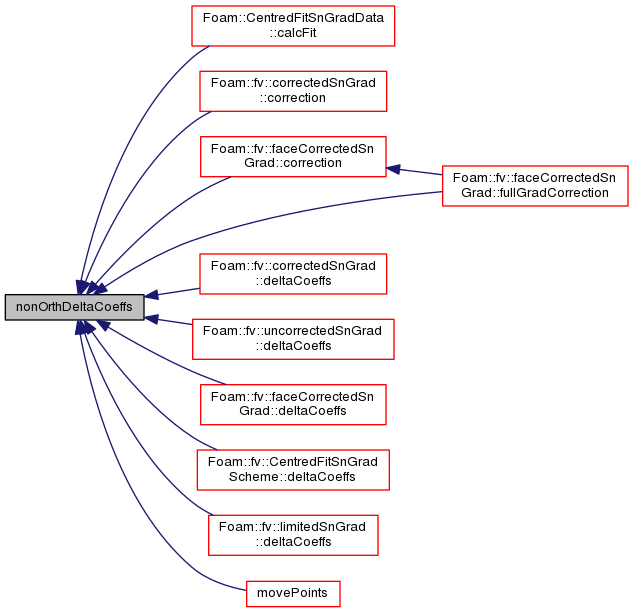 Foam::CentredFitSnGradData
::calcFit
Foam::fv::correctedSnGrad
::correction
Foam::fv::faceCorrectedSn
Grad::correction
Foam::fv::faceCorrectedSn
Grad::fullGradCorrection
Foam::fv::correctedSnGrad
::deltaCoeffs
nonOrthDeltaCoeffs
Foam::fv::uncorrectedSnGrad
::deltaCoeffs
Foam::fv::faceCorrectedSn
Grad::deltaCoeffs
Foam::fv::CentredFitSnGrad
Scheme::deltaCoeffs
Foam::fv::limitedSnGrad
::deltaCoeffs
movePoints